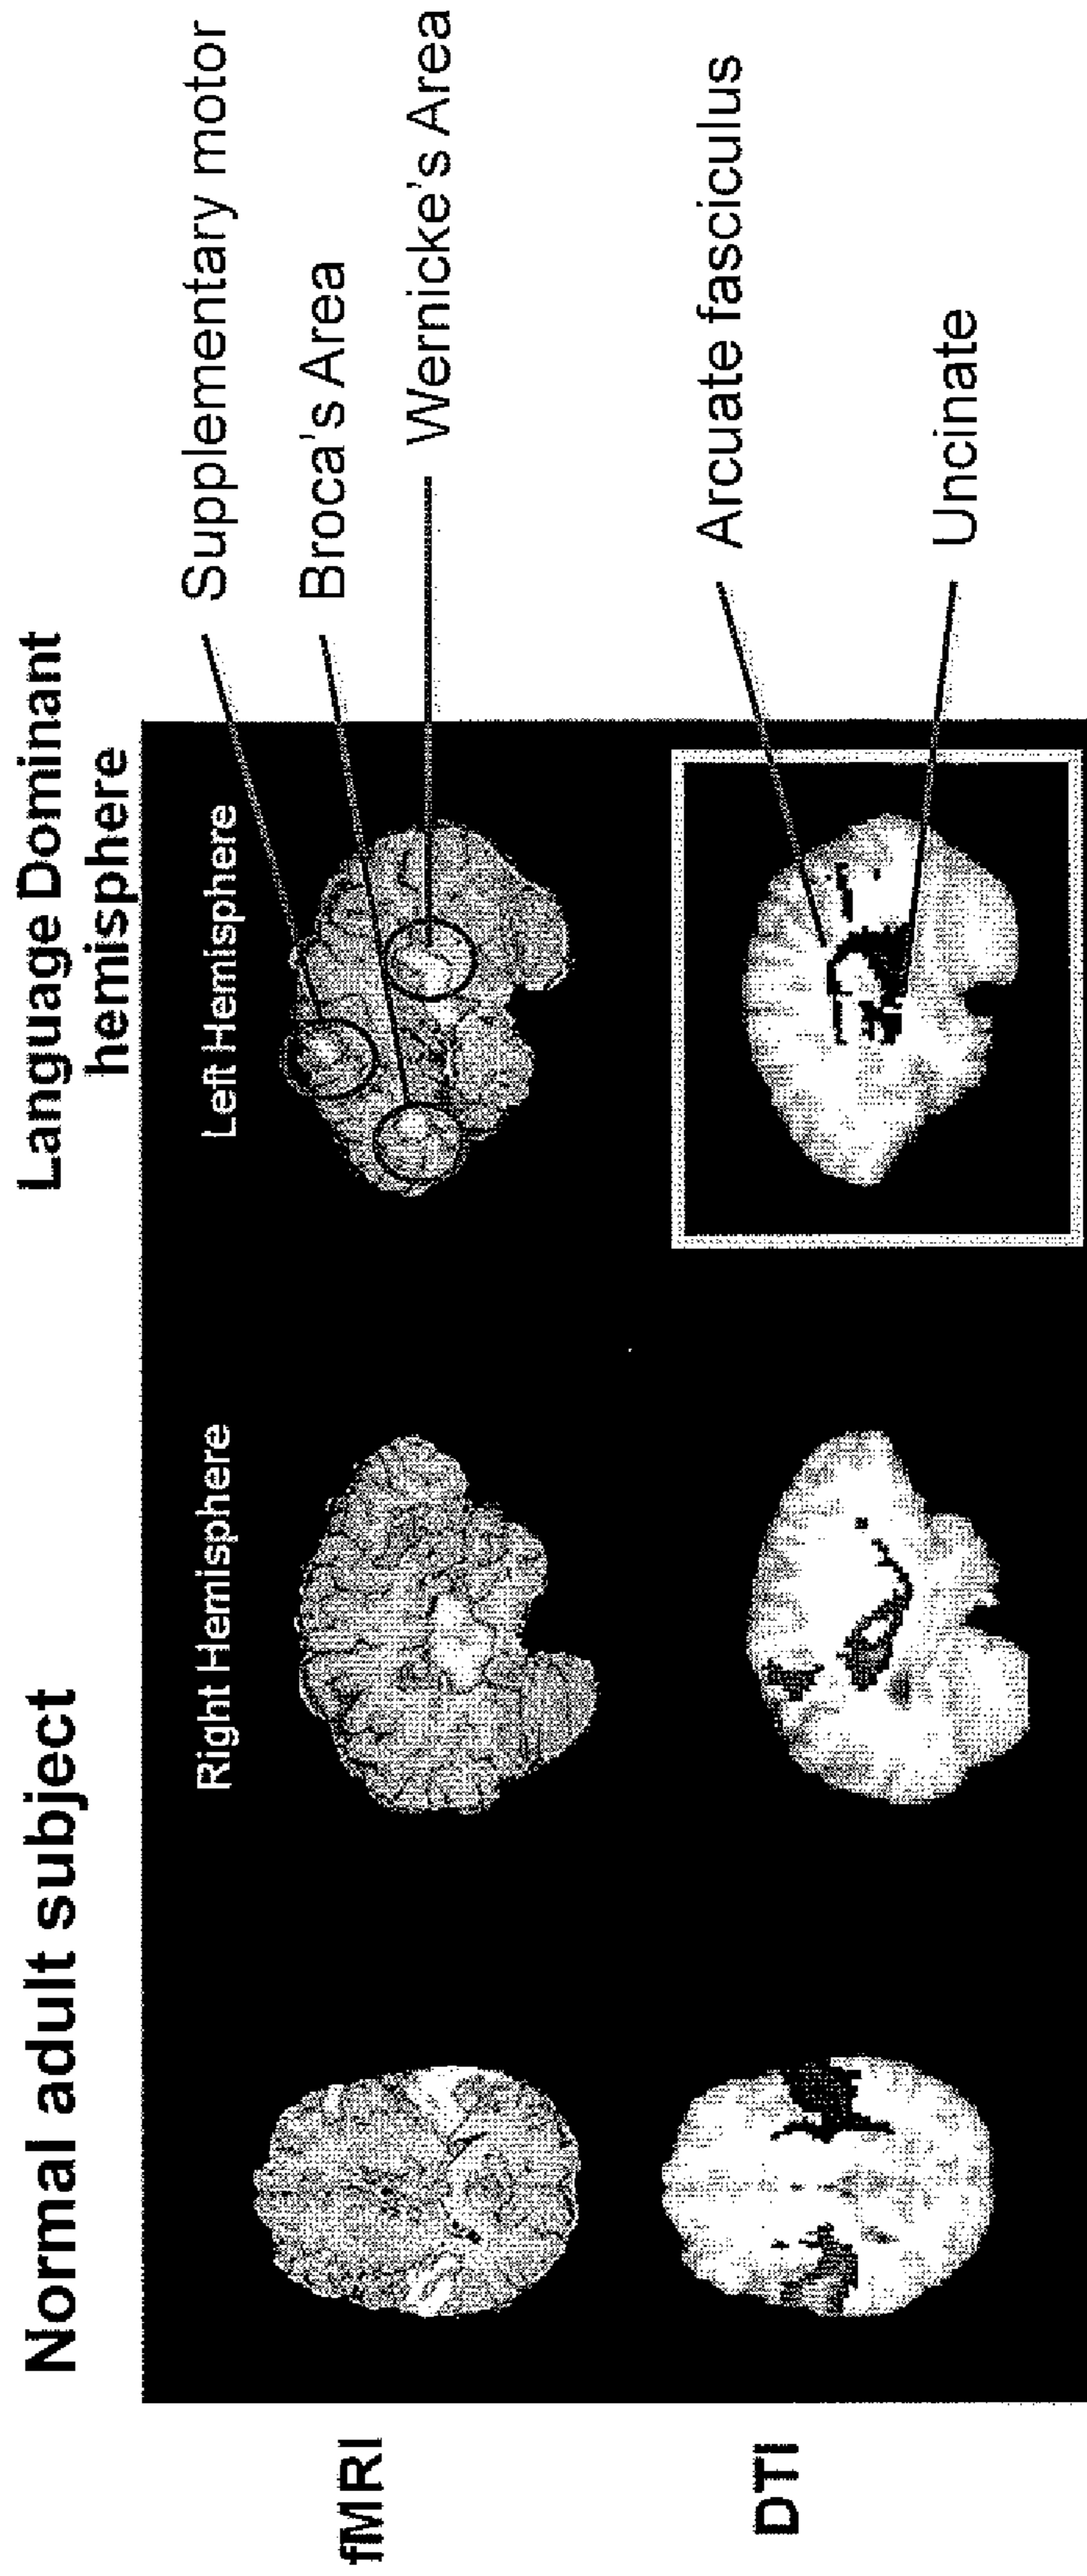 Normal adult subject
Language Dominant
hemisphere
Right Hemisphere
Left Hemisphere
fMRI
Supplementary motor
Broca's Area
Wernicke's Area
DTI
Arcuate fasciculus
Uncinate